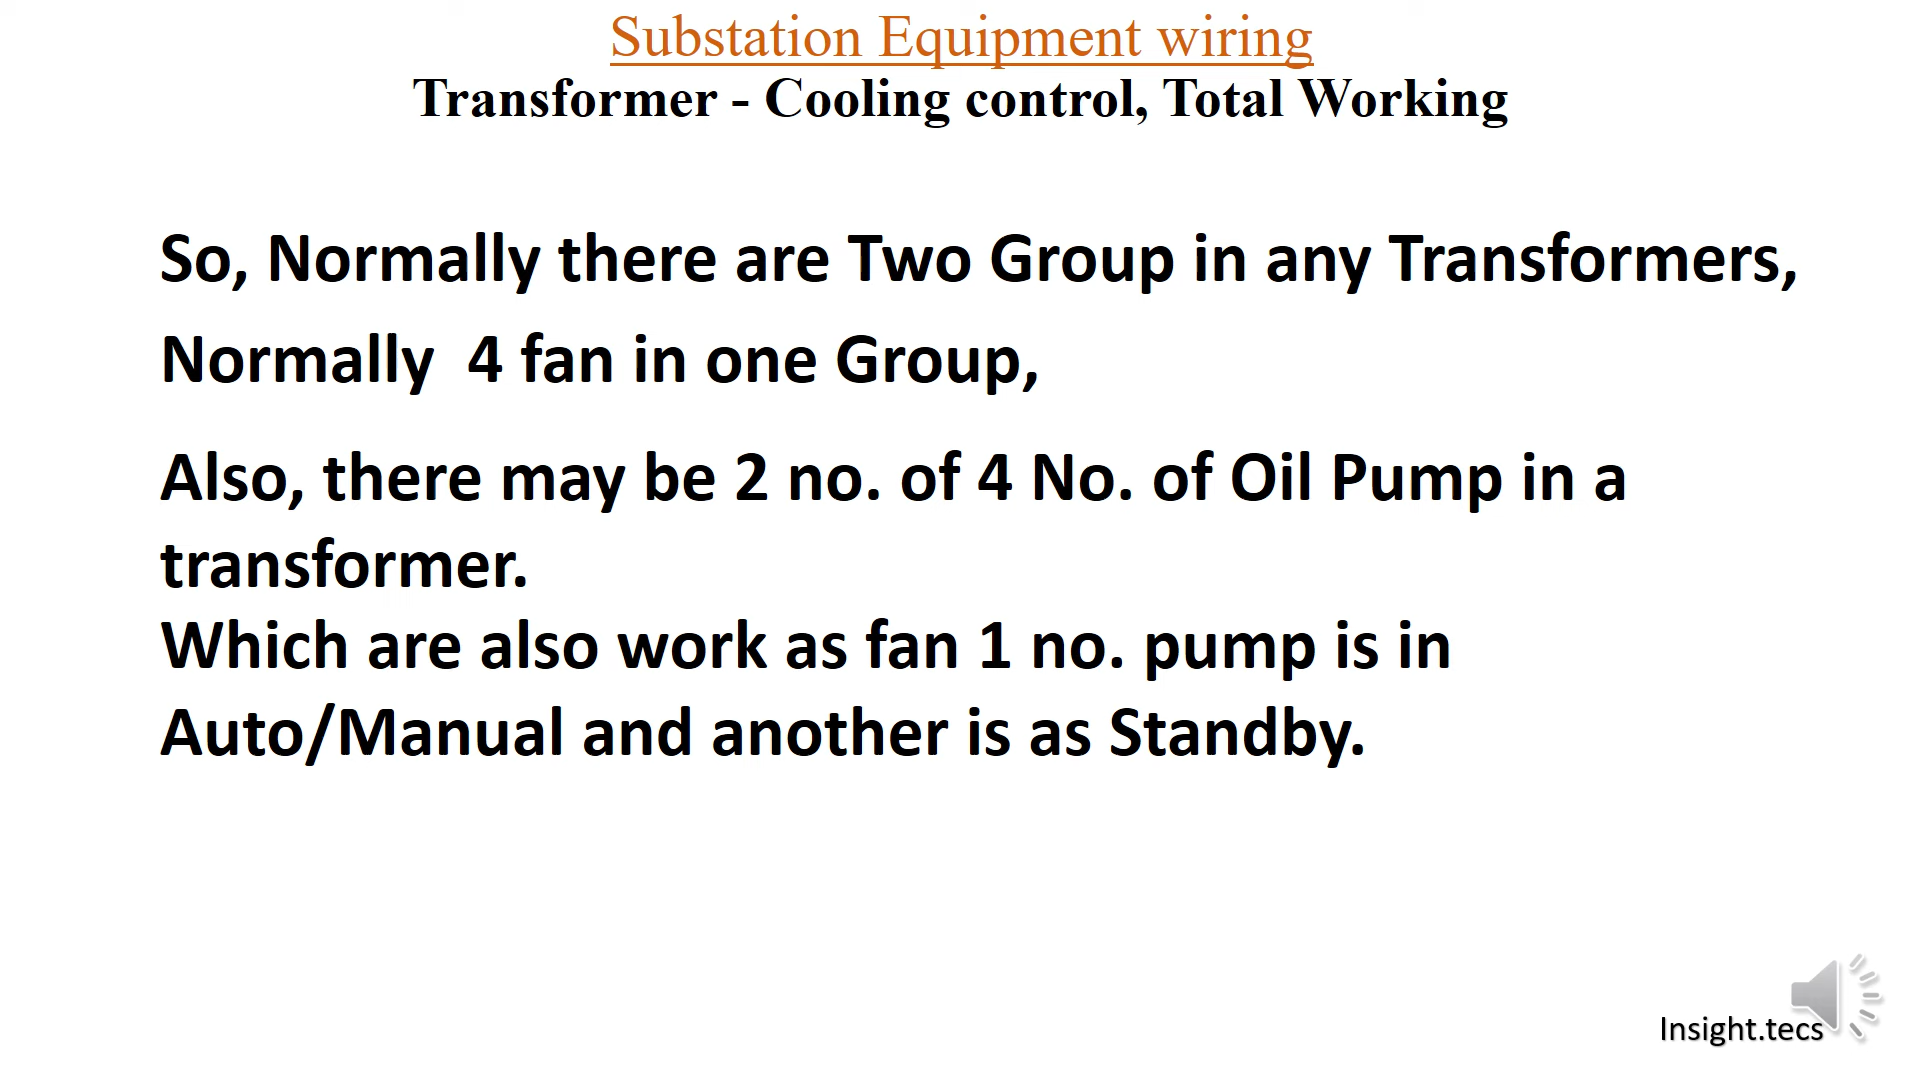 Substation Equipment wiring
Transformer - Cooling control, Total Working
So, Normally there are Two Group in any Transformers,
Normally  4 fan in one Group,
Also, there may be 2 no. of 4 No. of Oil Pump in a
transformer.
Which are also work as fan 1 no. pump is in
Auto/Manual and another is as Standby.
Insight.tecs